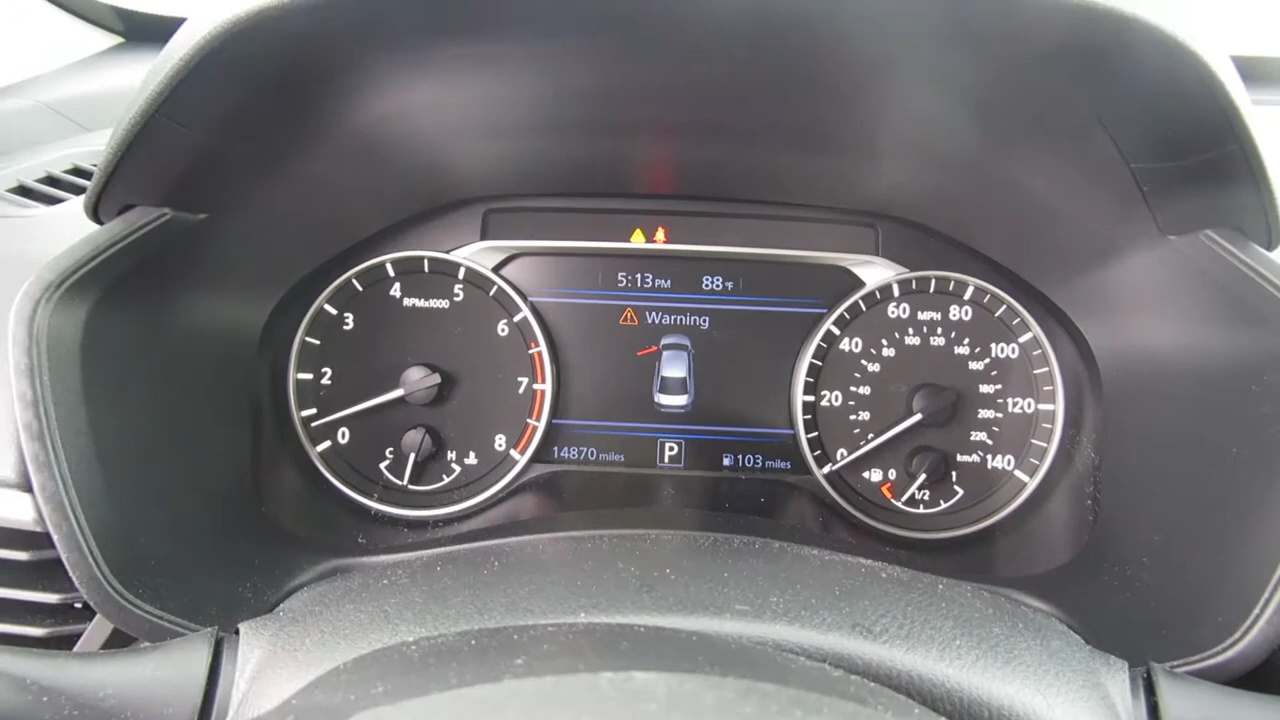 5:13 PM 88°F
Warning
14870 miles P 103 miles
0 2 3 4 5 6 7 8
RPMx1000
C H
0 20 40 60 80 100 120 140
MPH
20 40 60 80 100 120 140 160 180 200 220
km/h
0 1/2 1